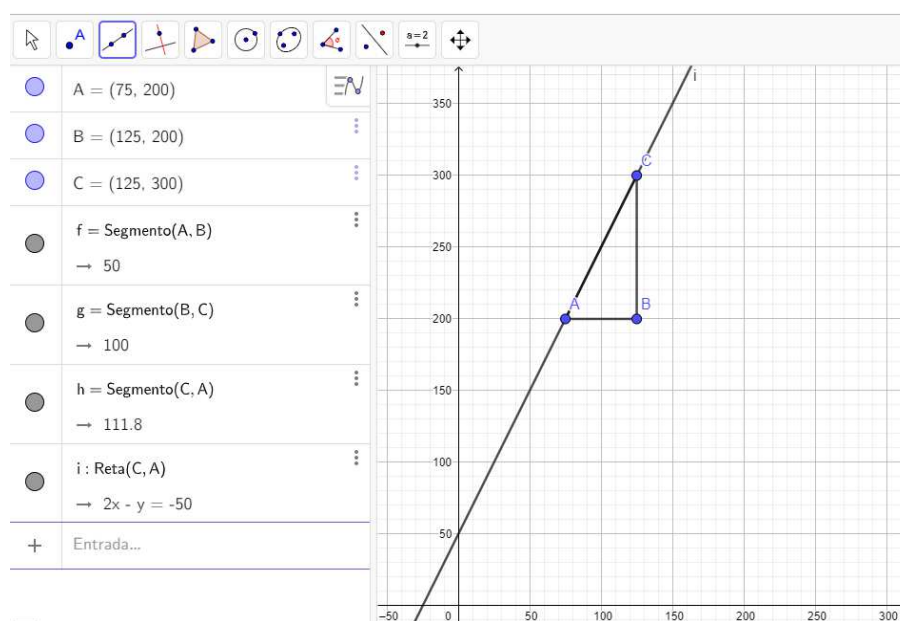 A
a=2
A = (75, 200)
B = (125, 200)
C = (125, 300)
f = Segmento(A, B)
→ 50
g = Segmento(B, C)
→ 100
h = Segmento(C, A)
→ 111.8
i : Reta(C, A)
→ 2x - y = -50
+ Entrada...
i
350
C
300
250
A
B
200
150
100
50
−50 0 50 100 150 200 250 300